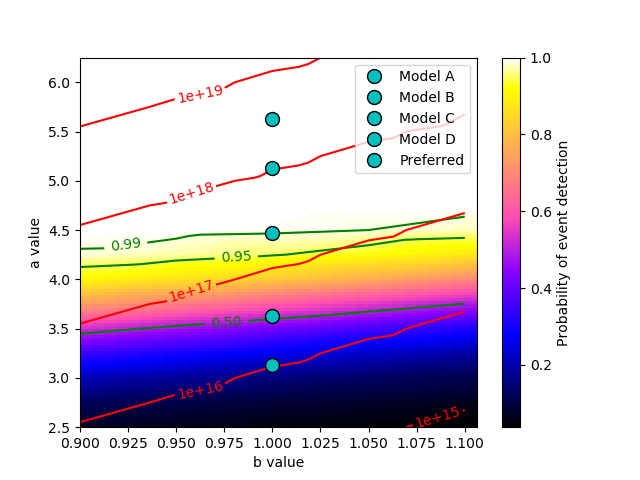 6.0
5.5
5.0
4.5
4.0
3.5
3.0
2.5
a value
0.900 0.925 0.950 0.975 1.000 1.025 1.050 1.075 1.100
b value
1e+19
1e+18
0.99
0.95
1e+17
0.50
1e+16
1e+15
Model A
Model B
Model C
Model D
Preferred
1.0
0.8
0.6
0.4
0.2
Probability of event detection